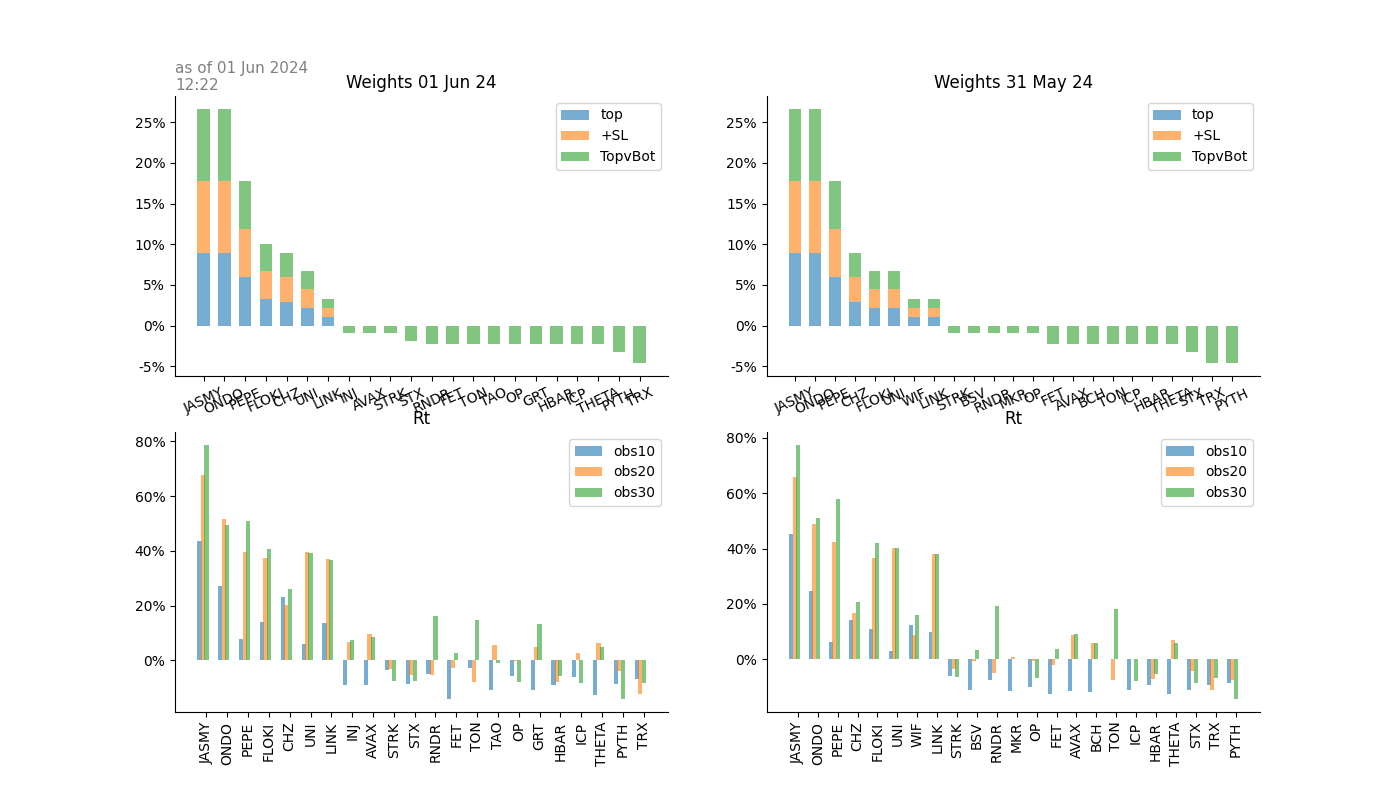 as of 01 Jun 2024
12:22
Weights 01 Jun 24
top
+SL
TopvBot
25%
20%
15%
10%
5%
0%
-5%
JASMY ONDO PEPE FLOKI CHZ UNI LINK INJ AVAX STRK STX RNDR FET TON TAO OP GRT HBAR ICP THETA PYTH TRX
Weights 31 May 24
top
+SL
TopvBot
25%
20%
15%
10%
5%
0%
-5%
JASMY ONDO PEPE CHZ FLOKI UNI WIF LINK STRK BSV RNDR MKR OP FET AVAX BCH TON ICP HBAR THETA STX TRX PYTH
Rt
obs10
obs20
obs30
80%
60%
40%
20%
0%
JASMY ONDO PEPE FLOKI CHZ UNI LINK INJ AVAX STRK STX RNDR FET TON TAO OP GRT HBAR ICP THETA PYTH TRX
Rt
obs10
obs20
obs30
80%
60%
40%
20%
0%
JASMY ONDO PEPE CHZ FLOKI UNI WIF LINK STRK BSV RNDR MKR OP FET AVAX BCH TON ICP HBAR THETA STX TRX PYTH